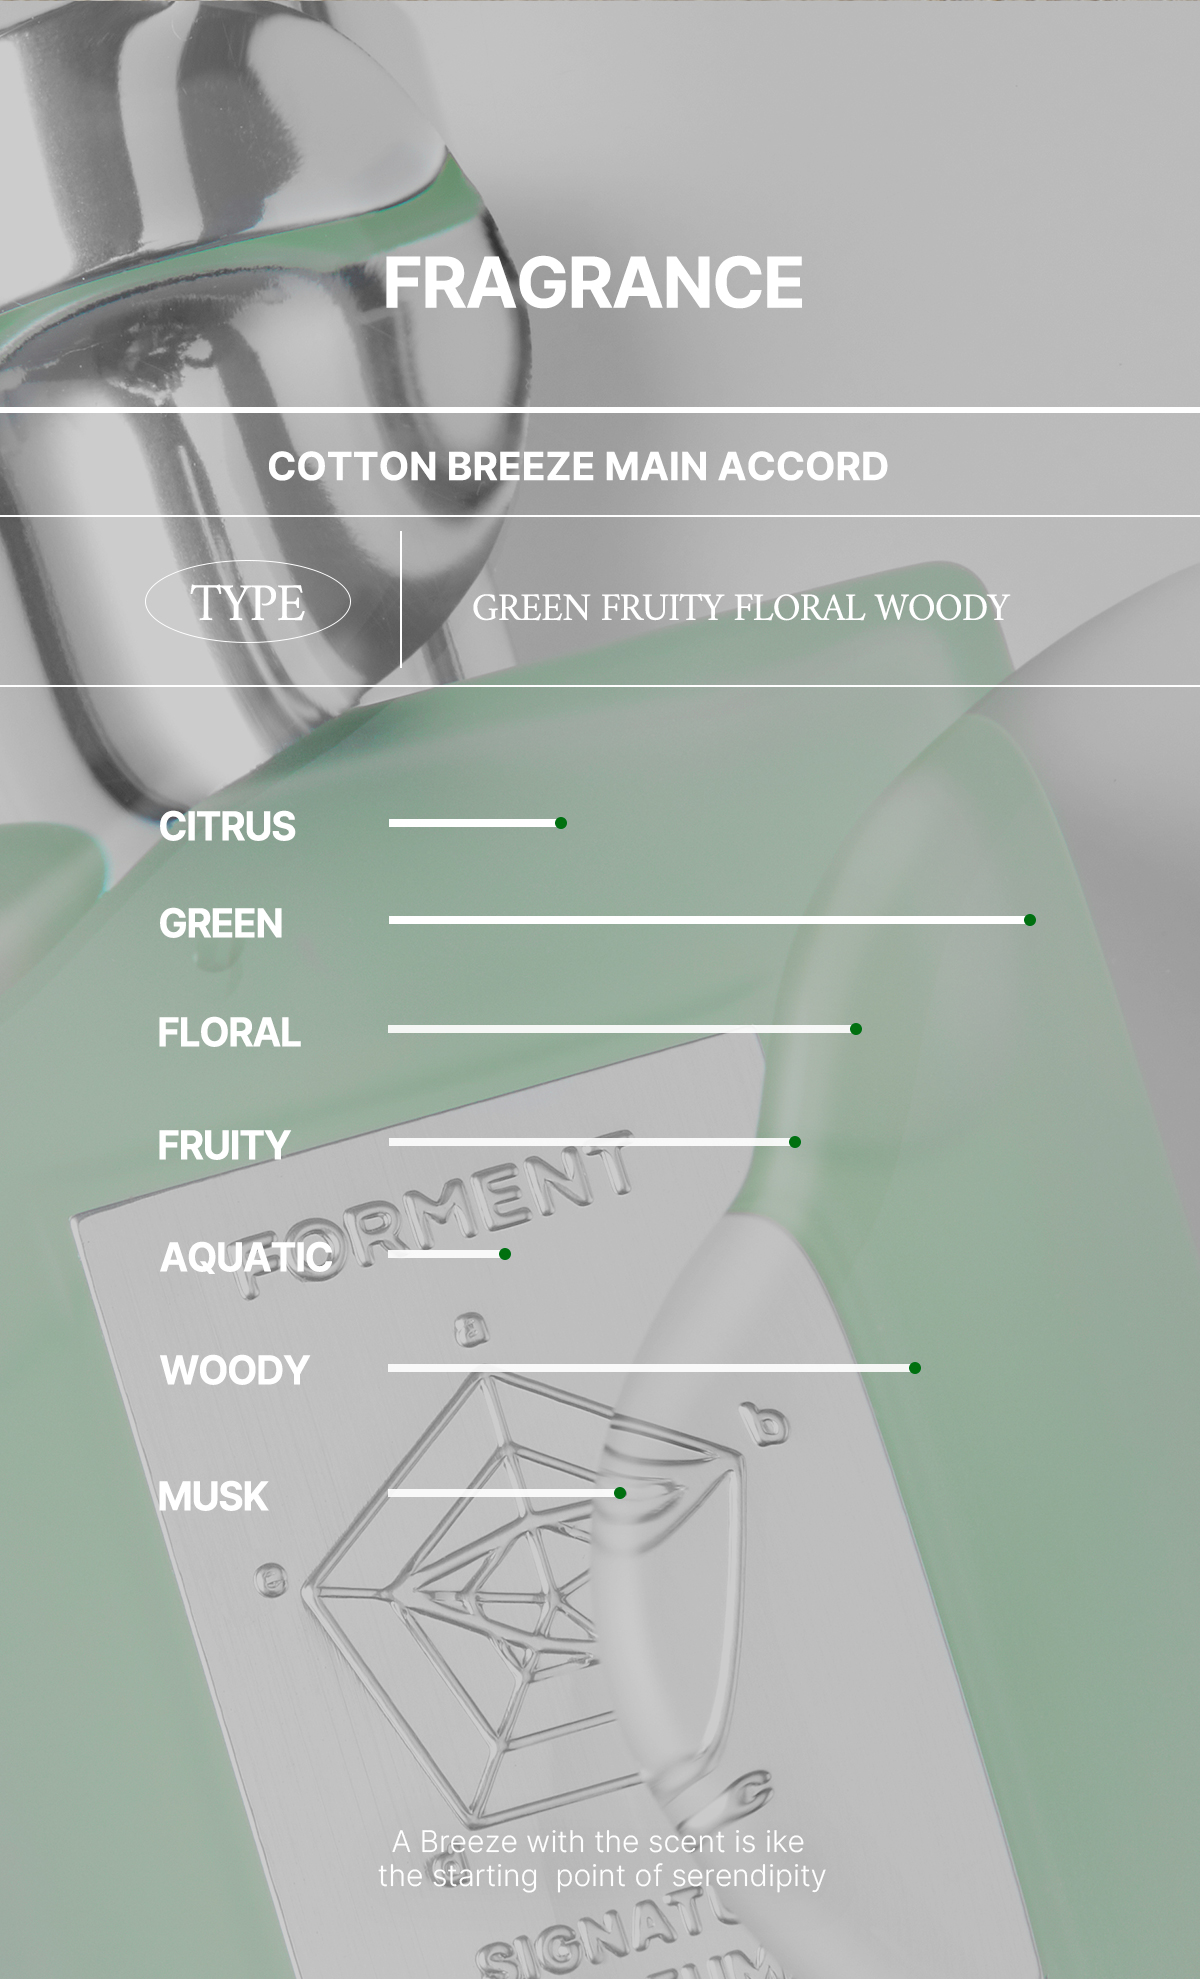 FRAGRANCE
COTTON BREEZE MAIN ACCORD
TYPE
GREEN FRUITY FLORAL WOODY
CITRUS
GREEN
FLORAL
FRUITY
FORMENT
AQUATIC
a
WOODY
b
MUSK
e
c
A Breeze with the scent is ike
d
the starting point of serendipity